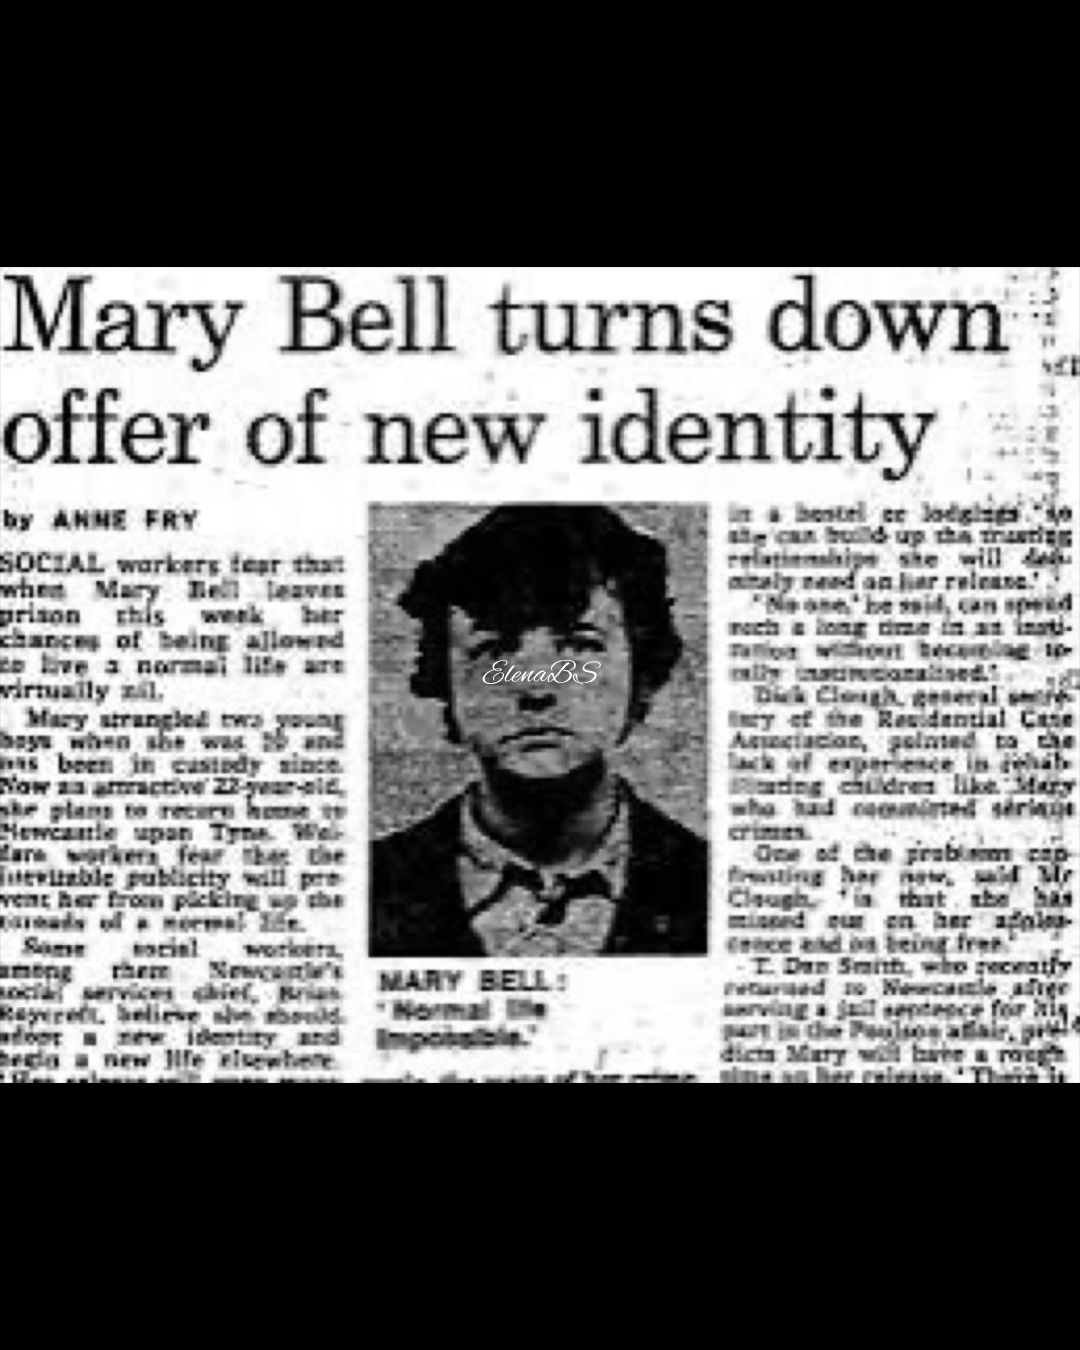 Mary Bell turns down
offer of new identity
by ANNE FRY
SOCIAL workers fear that
when Mary Bell leaves
prison this week her
chances of being allowed
to live a normal life are
virtually nil.
Mary strangled two young
boys when she was 10 and
has been in custody since.
Now an attractive 22-year-old,
she plans to return home to
Newcastle upon Tyne. Wel-
fare workers fear that the
inevitable publicity will pre-
vent her from picking up the
threads of a normal life.
Some social workers,
among them Newcastle's
social services chief, Brian
Roycroft, believe she should
adopt a new identity and
begin a new life elsewhere.
ElenaBS
MARY BELL:
'Normal life
impossible.'
in a hostel or lodgings 'so
she can build up the trusting
relationships she will defi-
nitely need on her release.'
'No one,' he said, can spend
such a long time in an insti-
tution without becoming to-
tally institutionalised.'
Dick Clough, general secre-
tary of the Residential Care
Association, pointed to the
lack of experience in rehab-
ilitating children like Mary
who had committed serious
crimes.
One of the problems con-
fronting her now, said Mr
Clough, 'is that she has
missed out on her adoles-
cence and on being free.'
T. Dan Smith, who recently
returned to Newcastle after
serving a jail sentence for his
part in the Poulson affair, pre-
dicts Mary will have a rough
time on her release. 'There is